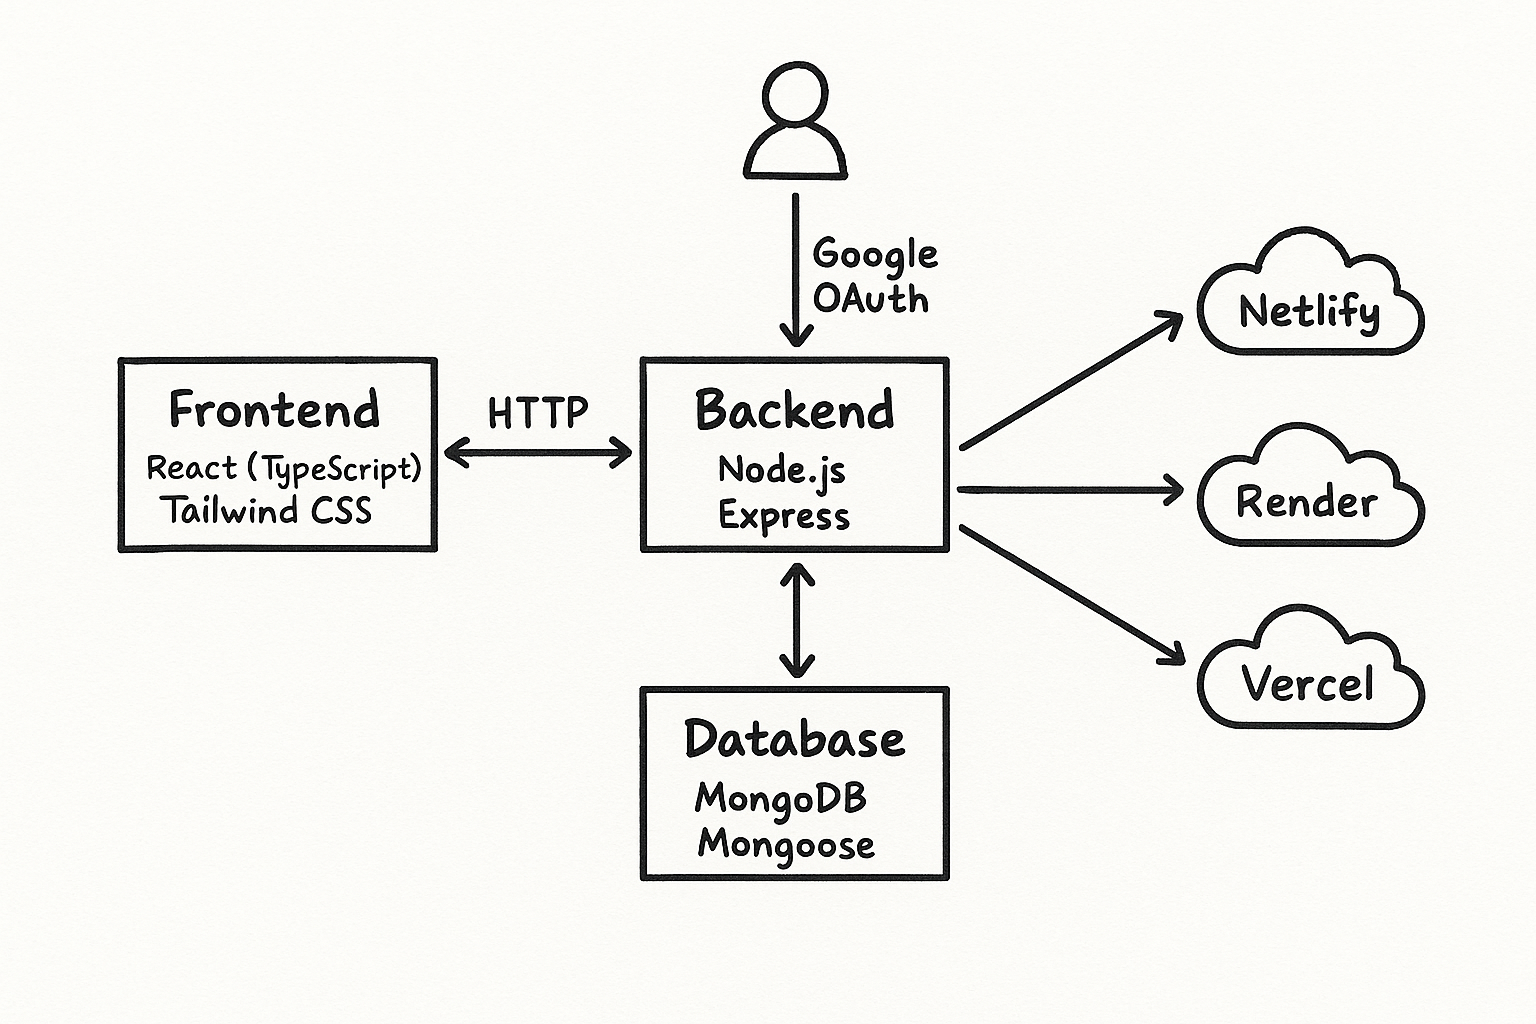 Google
OAuth
Netlify
Frontend
React (TypeScript)
Tailwind CSS
HTTP
Backend
Node.js
Express
Render
Vercel
Database
MongoDB
Mongoose